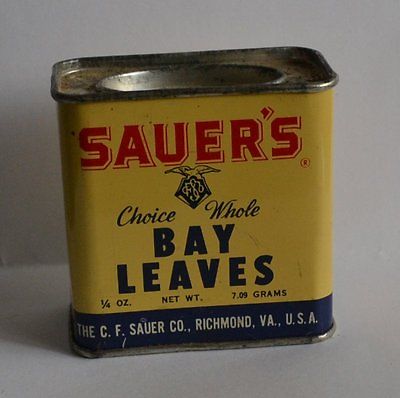 SAUER'S ®
Choice Whole
BAY
LEAVES
¼ OZ. NET WT. 7.09 GRAMS
THE C. F. SAUER CO., RICHMOND, VA., U.S.A.